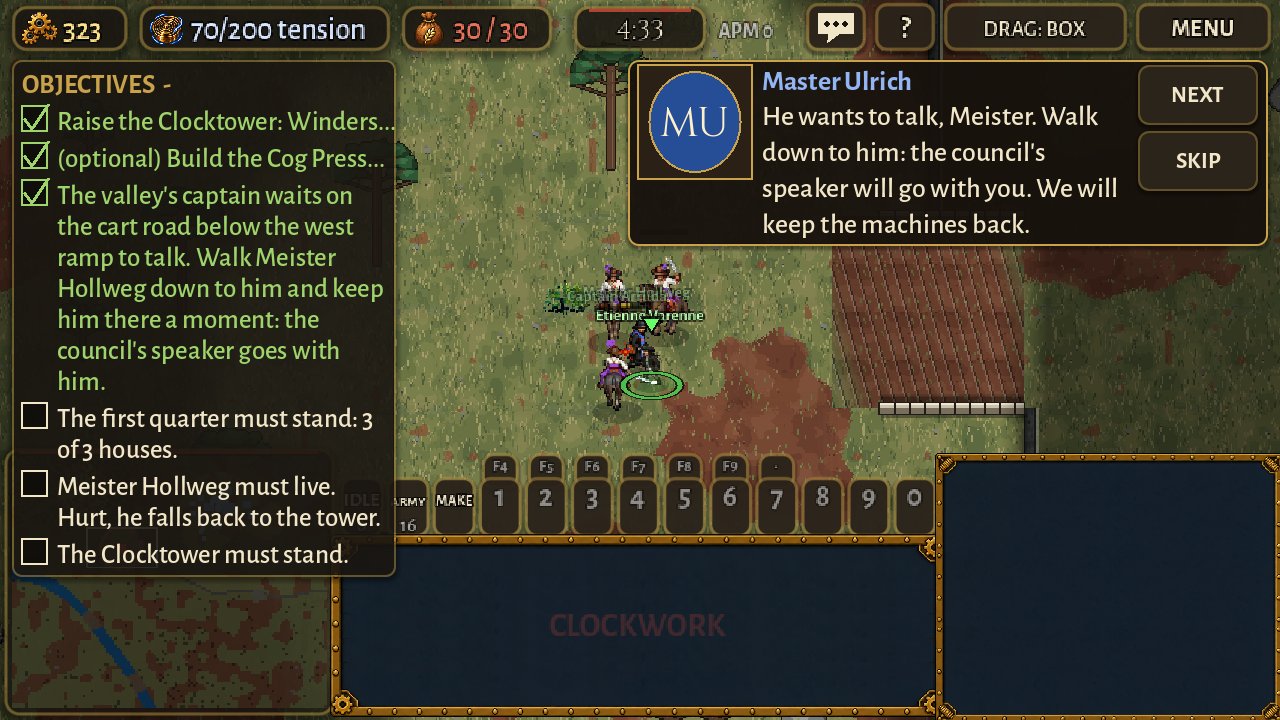 323
70/200 tension
30 / 30
4:33
APM 0
?
DRAG: BOX
MENU
OBJECTIVES -
Raise the Clocktower: Winders...
(optional) Build the Cog Press...
The valley's captain waits on
the cart road below the west
ramp to talk. Walk Meister
Hollweg down to him and keep
him there a moment: the
council's speaker goes with
him.
The first quarter must stand: 3
of 3 houses.
Meister Hollweg must live.
Hurt, he falls back to the tower.
The Clocktower must stand.
MU
Master Ulrich
He wants to talk, Meister. Walk
down to him: the council's
speaker will go with you. We will
keep the machines back.
NEXT
SKIP
Etienne Varenne
F4 F5 F6 F7 F8 F9 .
IDLE ARMY 16 MAKE 1 2 3 4 5 6 7 8 9 0
CLOCKWORK